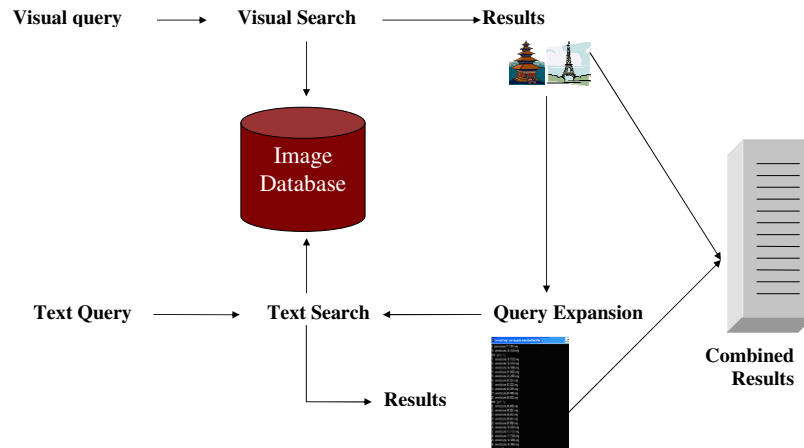 Visual query
Visual Search
Results
Image
Database
Text Query
Text Search
Query Expansion
Results
Combined
Results